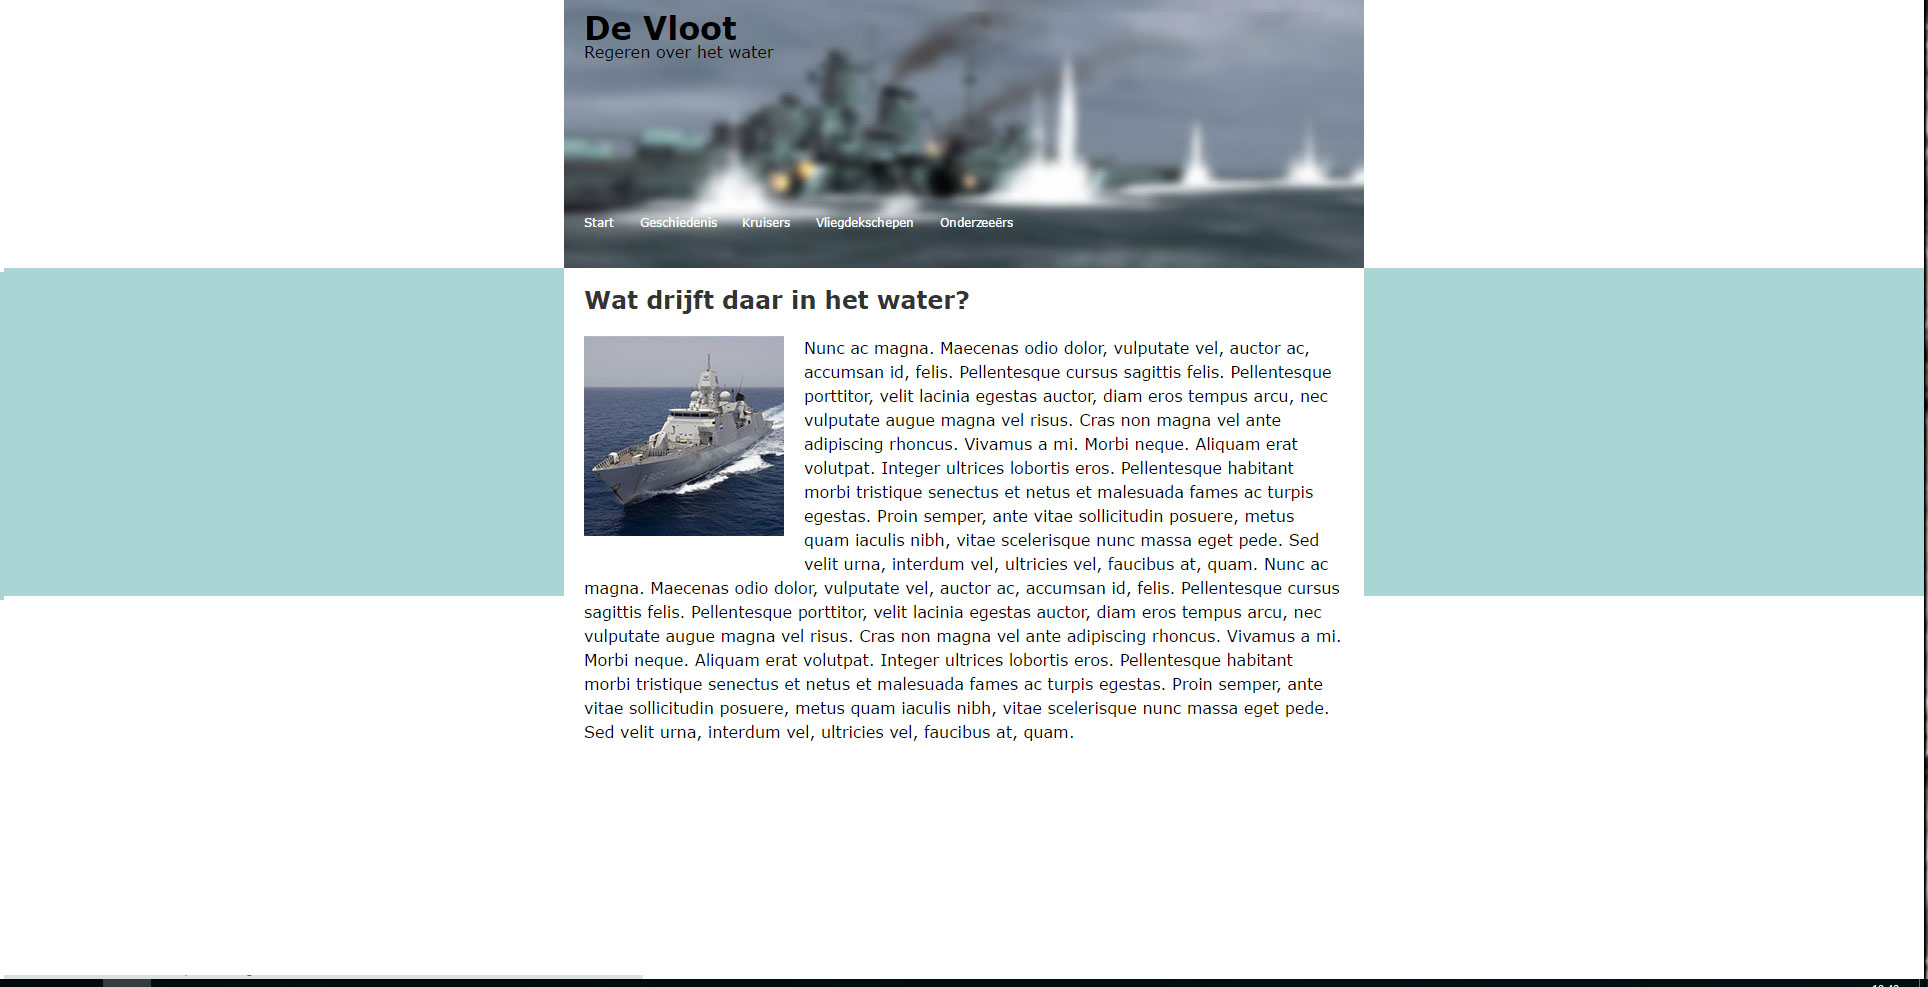 De Vloot
Regeren over het water
Start Geschiedenis Kruisers Vliegdekschepen Onderzeeërs
Wat drijft daar in het water?
Nunc ac magna. Maecenas odio dolor, vulputate vel, auctor ac,
accumsan id, felis. Pellentesque cursus sagittis felis. Pellentesque
porttitor, velit lacinia egestas auctor, diam eros tempus arcu, nec
vulputate augue magna vel risus. Cras non magna vel ante
adipiscing rhoncus. Vivamus a mi. Morbi neque. Aliquam erat
volutpat. Integer ultrices lobortis eros. Pellentesque habitant
morbi tristique senectus et netus et malesuada fames ac turpis
egestas. Proin semper, ante vitae sollicitudin posuere, metus
quam iaculis nibh, vitae scelerisque nunc massa eget pede. Sed
velit urna, interdum vel, ultricies vel, faucibus at, quam. Nunc ac
magna. Maecenas odio dolor, vulputate vel, auctor ac, accumsan id, felis. Pellentesque cursus
sagittis felis. Pellentesque porttitor, velit lacinia egestas auctor, diam eros tempus arcu, nec
vulputate augue magna vel risus. Cras non magna vel ante adipiscing rhoncus. Vivamus a mi.
Morbi neque. Aliquam erat volutpat. Integer ultrices lobortis eros. Pellentesque habitant
morbi tristique senectus et netus et malesuada fames ac turpis egestas. Proin semper, ante
vitae sollicitudin posuere, metus quam iaculis nibh, vitae scelerisque nunc massa eget pede.
Sed velit urna, interdum vel, ultricies vel, faucibus at, quam.